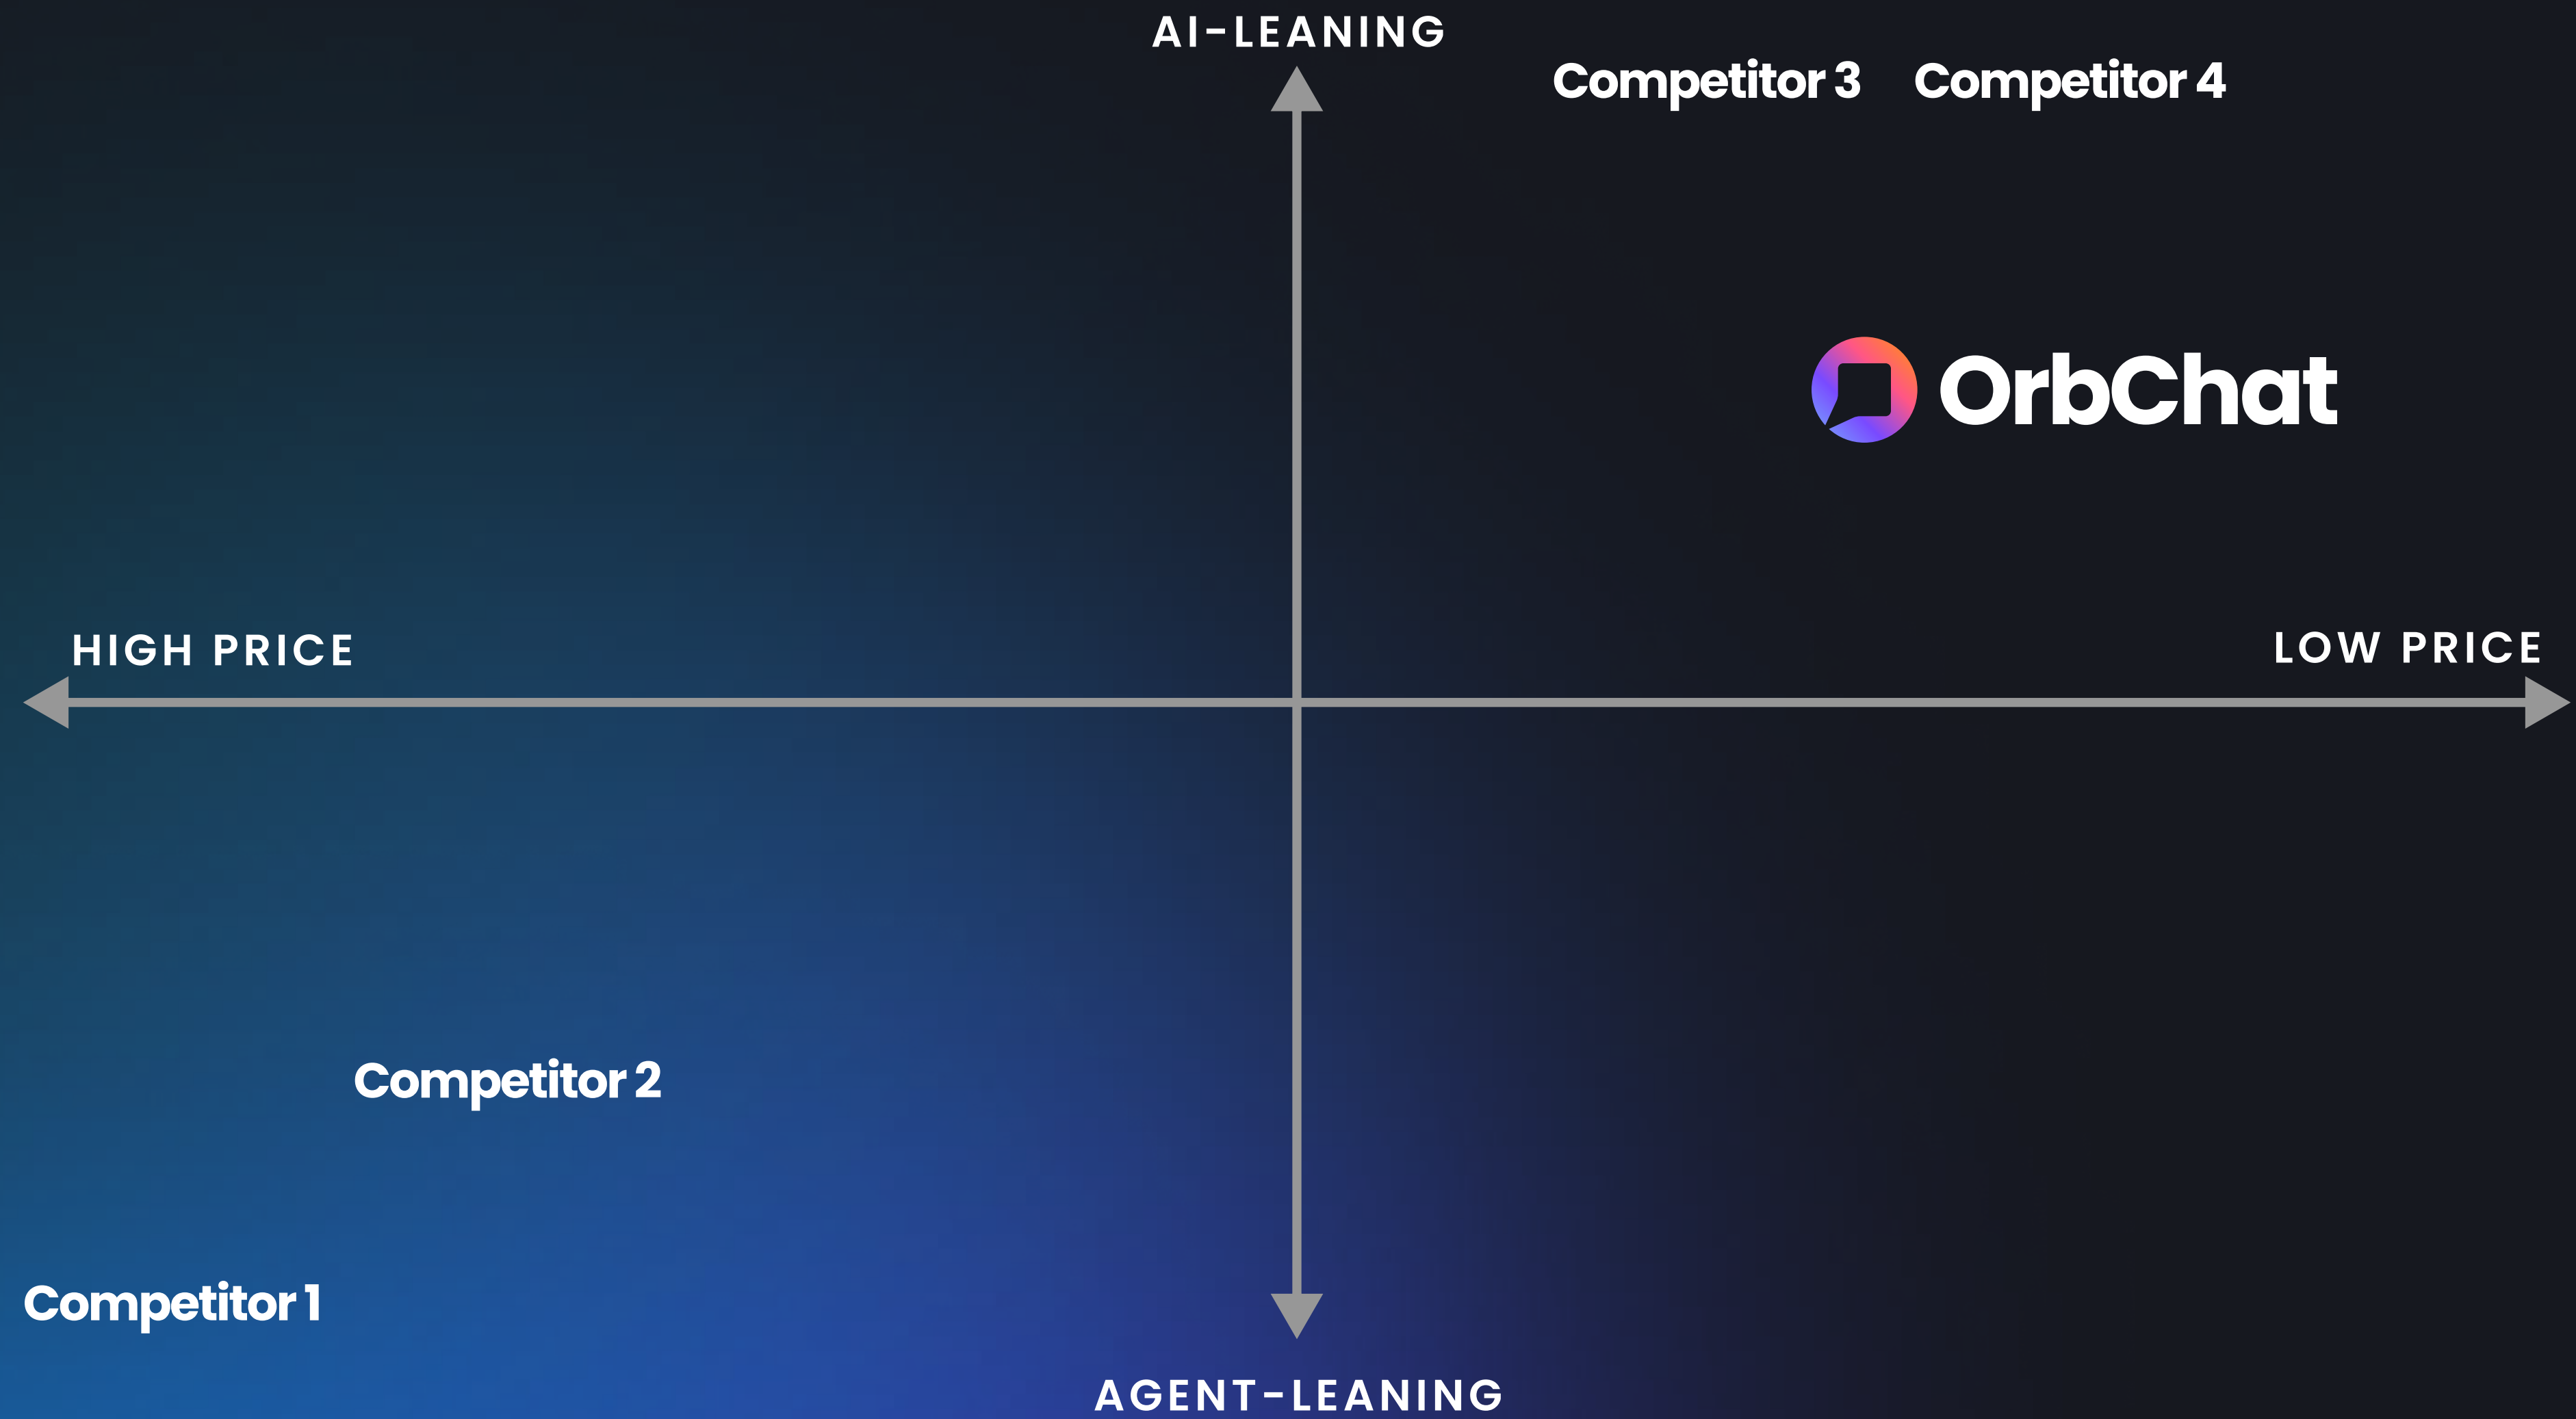 AI-LEANING
Competitor 3
Competitor 4
OrbChat
HIGH PRICE
LOW PRICE
Competitor 2
Competitor 1
AGENT-LEANING